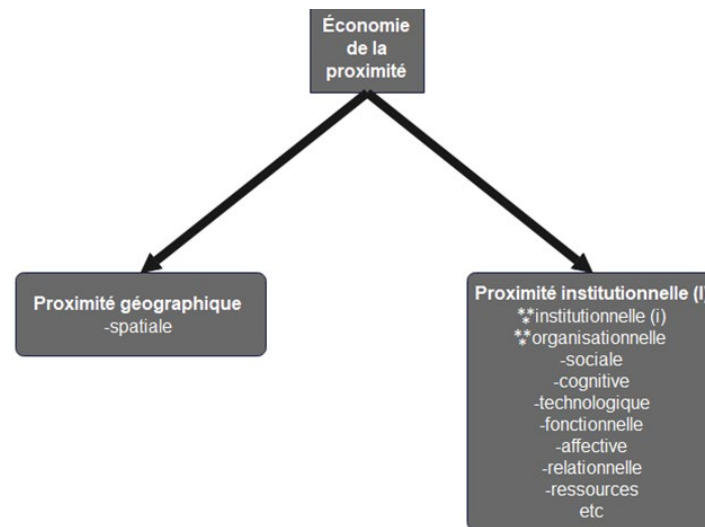 Économie
de la
proximité
Proximité géographique
-spatiale
Proximité institutionnelle (I)
⁂institutionnelle (i)
⁂organisationnelle
-sociale
-cognitive
-technologique
-fonctionnelle
-affective
-relationnelle
-ressources
etc